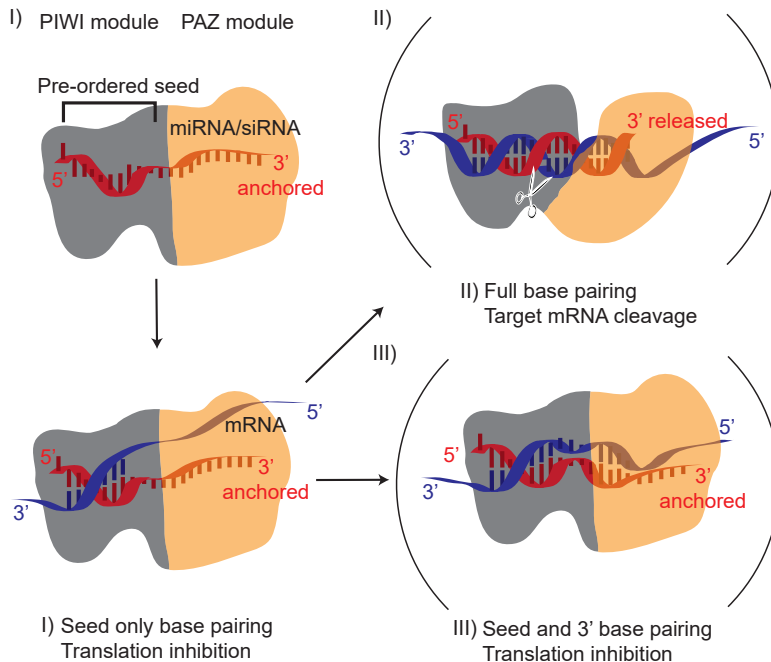 I)
PIWI module
PAZ module
Pre-ordered seed
miRNA/siRNA
5’
3’
anchored
II)
5’
3’ released
3’
5’
II) Full base pairing
Target mRNA cleavage
mRNA
5’
5’
3’
anchored
3’
I) Seed only base pairing
Translation inhibition
III)
5’
5’
3’
3’
anchored
III) Seed and 3’ base pairing
Translation inhibition